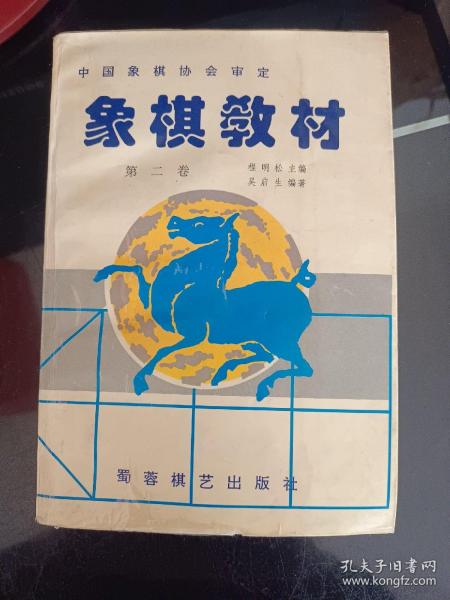 中国象棋协会审定
象棋教材
第二卷
程明松主编
吴启生编著
蜀蓉棋艺出版社
孔夫子旧书网
www.kongfz.com